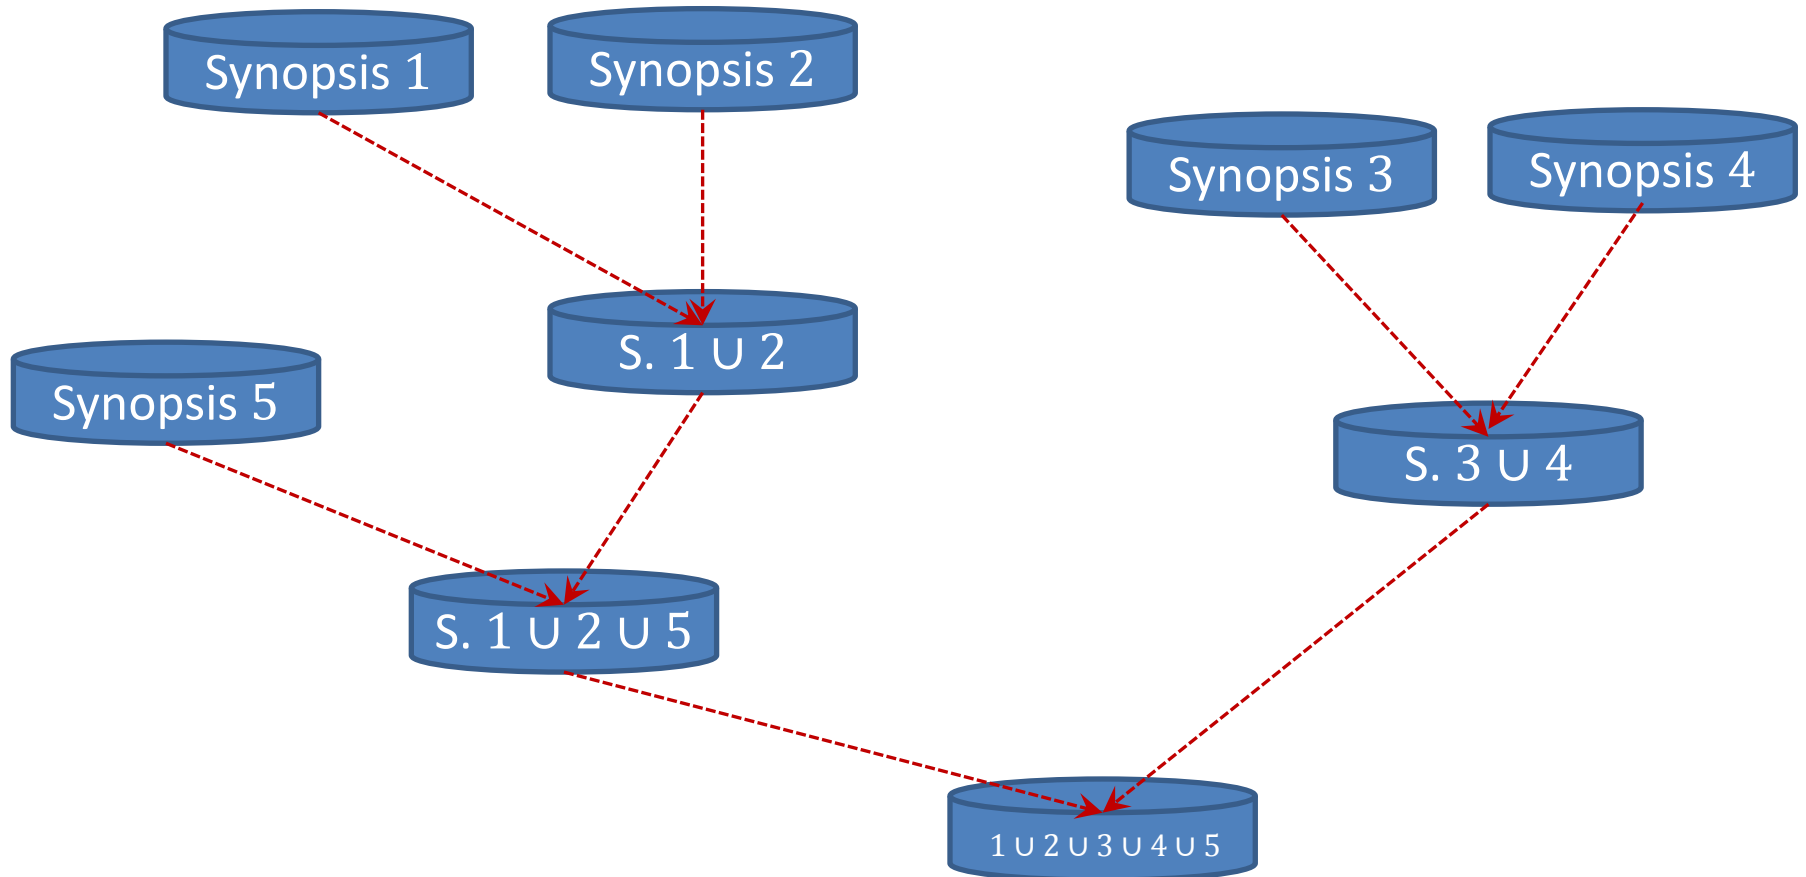 Synopsis 1
Synopsis 2
Synopsis 3
Synopsis 4
S. 1 ∪ 2
Synopsis 5
S. 3 ∪ 4
S. 1 ∪ 2 ∪ 5
1 ∪ 2 ∪ 3 ∪ 4 ∪ 5